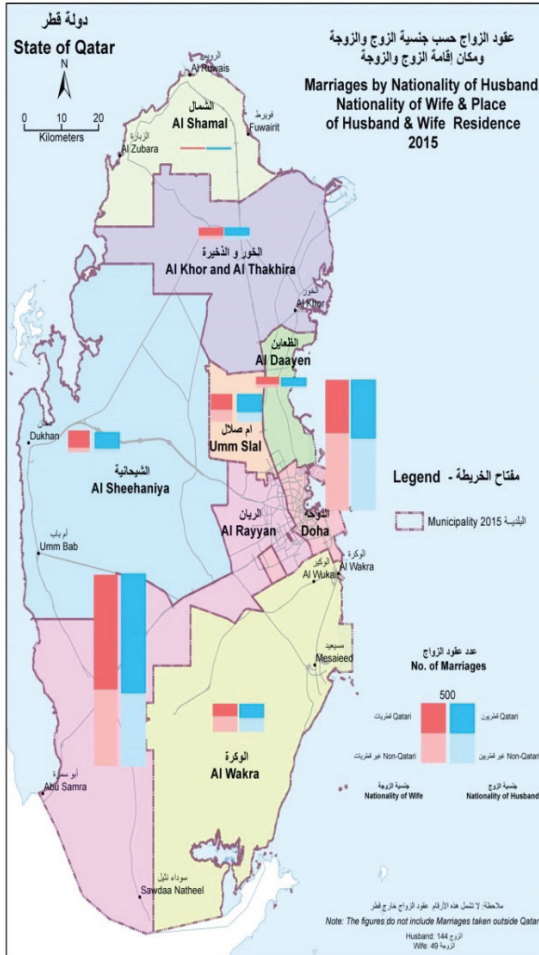 دولة قطر
State of Qatar
N
0 10 20
Kilometers
عقود الزواج حسب جنسية الزوج والزوجة
ومكان إقامة الزوج والزوجة
Marriages by Nationality of Husband,
Nationality of Wife & Place
of Husband & Wife Residence
2015
الرويس
Al Ruwais
الشمال
Al Shamal
فويرط
Fuwairit
الزبارة
Al Zubara
الخور و الذخيرة
Al Khor and Al Thakhira
الخور
Al Khor
الظعاين
Al Daayen
ام صلال
Umm Slal
دخان
Dukhan
الشيحانية
Al Sheehaniya
أم باب
Umm Bab
الريان
Al Rayyan
الدوحة
Doha
الوكير
Al Wukair
الوكرة
Al Wakra
مسيعيد
Mesaieed
الوكرة
Al Wakra
أبو سمرة
Abu Samra
سوداء نثيل
Sawdaa Natheel
Legend - مفتاح الخريطة
Municipality 2015 البلدية
عدد عقود الزواج
No. of Marriages
500
قطريات Qatari
قطريون Qatari
غير قطريات Non-Qatari
غير قطريين Non-Qatari
جنسية الزوجة
Nationality of Wife
جنسية الزوج
Nationality of Husband
ملاحظة: لا تشمل هذه الأرقام عقود الزواج خارج قطر
Note: The figures do not include Marriages taken outside Qatar
Husband: 144 الزوج
Wife: 49 الزوجة